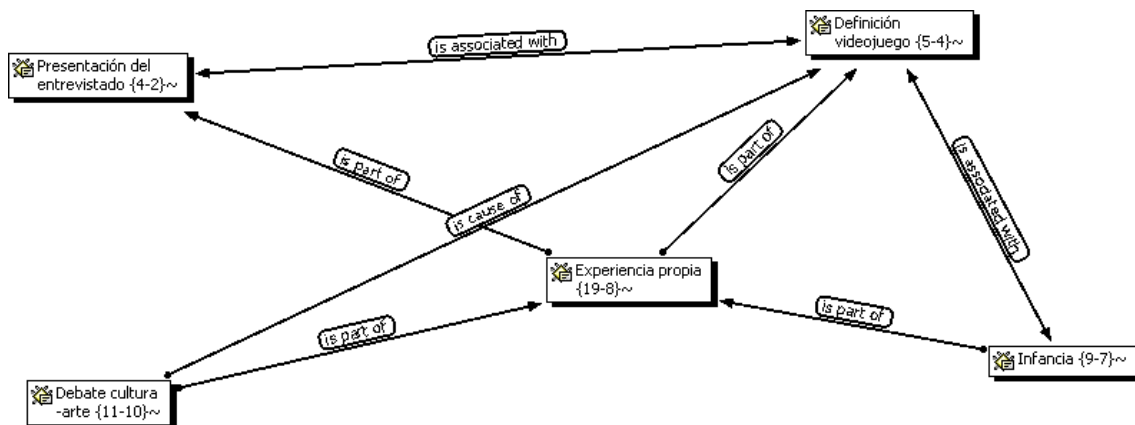 Definición
videojuego {5-4}~
is associated with
Presentación del
entrevistado {4-2}~
is part of
is part of
is associated with
is cause of
Experiencia propia
{19-8}~
is part of
is part of
Infancia {9-7}~
Debate cultura
-arte {11-10}~